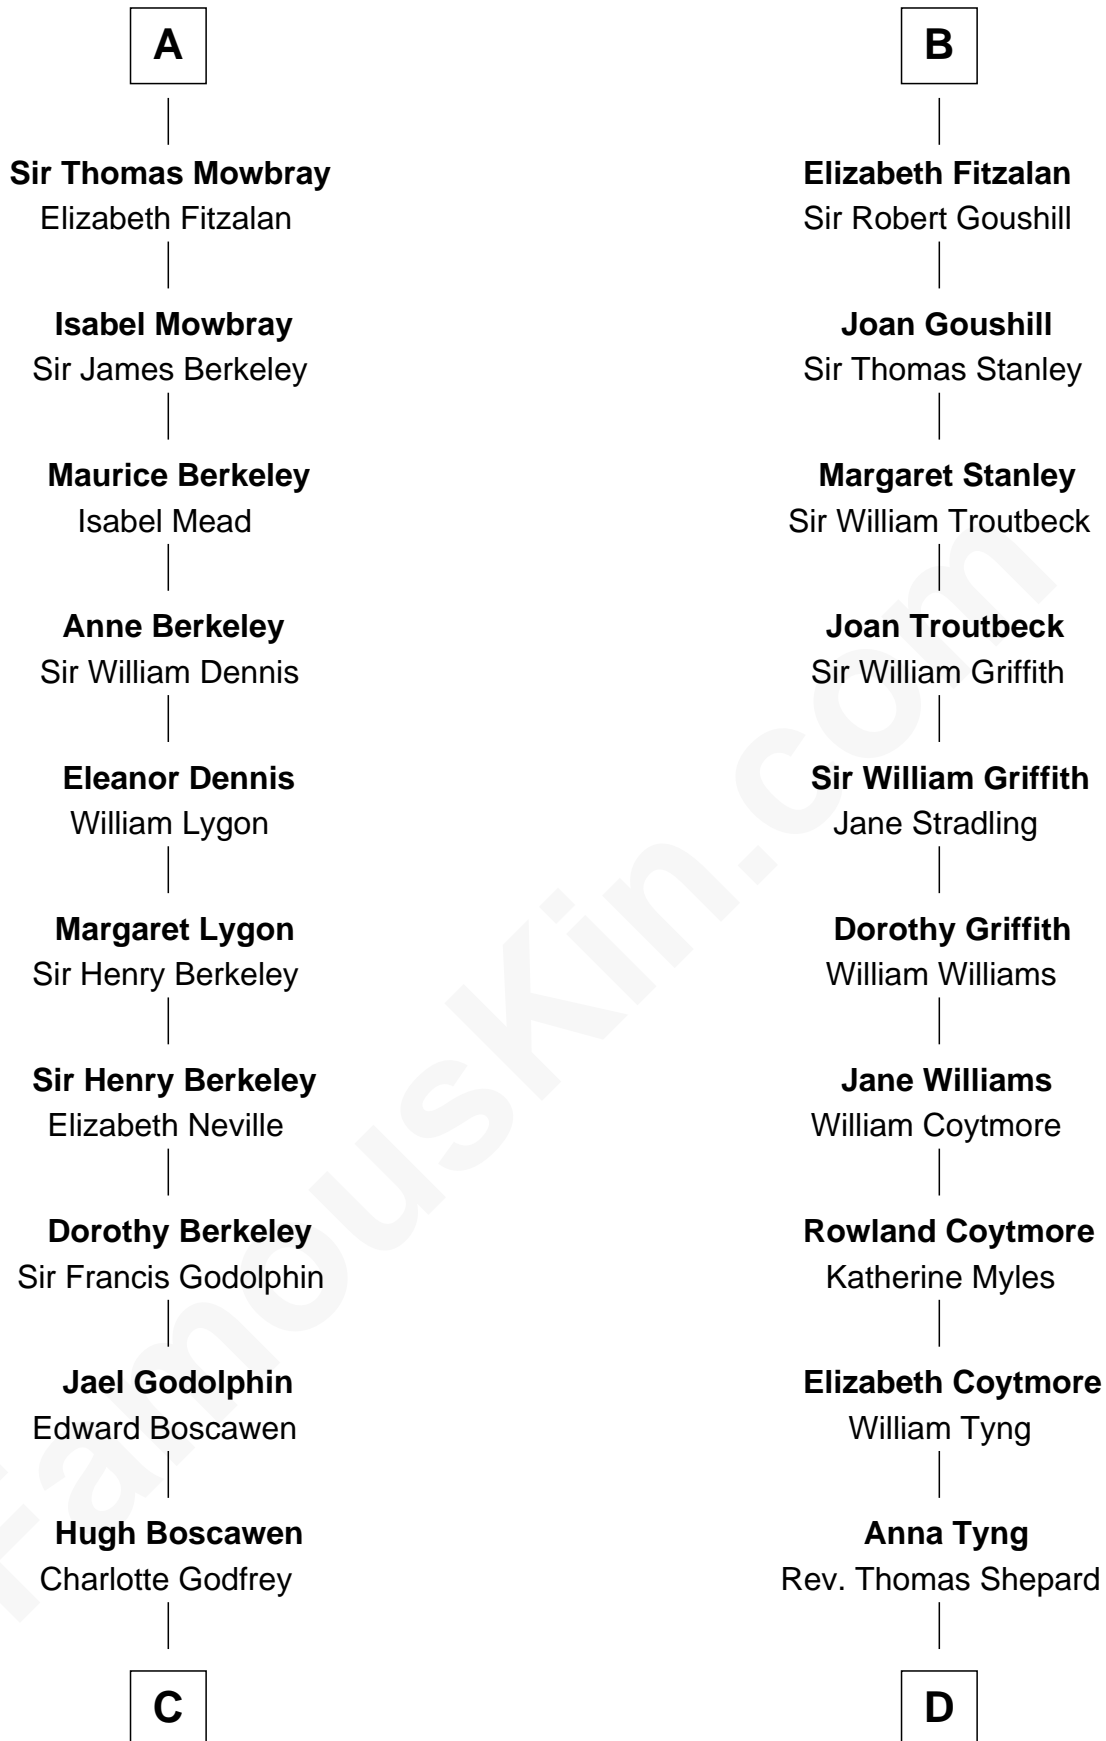 A
Sir Thomas Mowbray
Elizabeth Fitzalan
Isabel Mowbray
Sir James Berkeley
Maurice Berkeley
Isabel Mead
Anne Berkeley
Sir William Dennis
Eleanor Dennis
William Lygon
Margaret Lygon
Sir Henry Berkeley
Sir Henry Berkeley
Elizabeth Neville
Dorothy Berkeley
Sir Francis Godolphin
Jael Godolphin
Edward Boscawen
Hugh Boscawen
Charlotte Godfrey
C
B
Elizabeth Fitzalan
Sir Robert Goushill
Joan Goushill
Sir Thomas Stanley
Margaret Stanley
Sir William Troutbeck
Joan Troutbeck
Sir William Griffith
Sir William Griffith
Jane Stradling
Dorothy Griffith
William Williams
Jane Williams
William Coytmore
Rowland Coytmore
Katherine Myles
Elizabeth Coytmore
William Tyng
Anna Tyng
Rev. Thomas Shepard
D
FamousKin.com